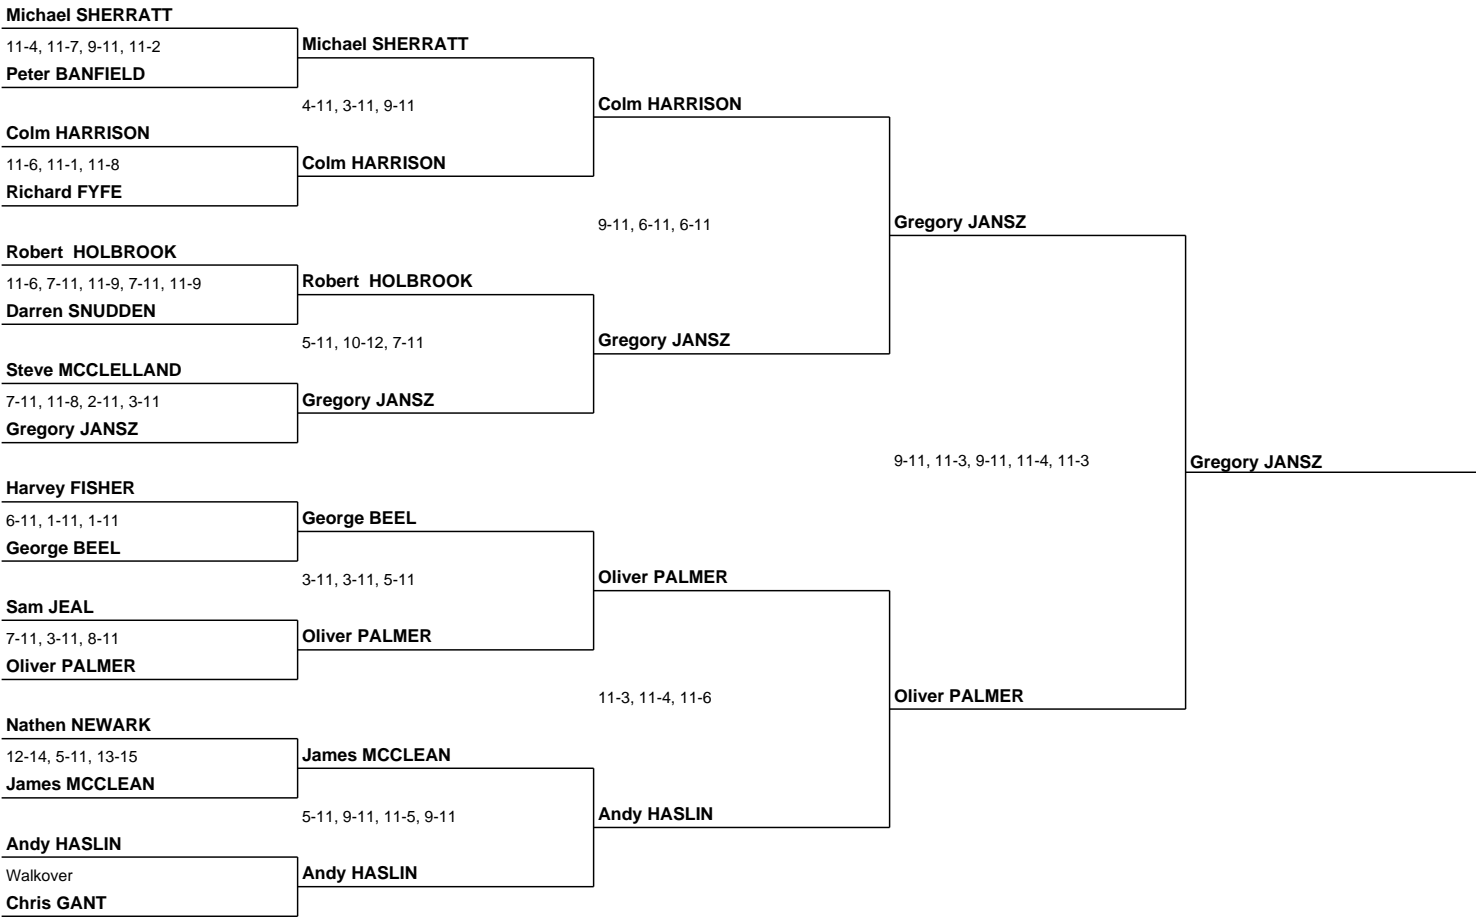 Michael SHERRATT
11-4, 11-7, 9-11, 11-2
Peter BANFIELD
Colm HARRISON
11-6, 11-1, 11-8
Richard FYFE
Robert  HOLBROOK
11-6, 7-11, 11-9, 7-11, 11-9
Darren SNUDDEN
Steve MCCLELLAND
7-11, 11-8, 2-11, 3-11
Gregory JANSZ
Harvey FISHER
6-11, 1-11, 1-11
George BEEL
Sam JEAL
7-11, 3-11, 8-11
Oliver PALMER
Nathen NEWARK
12-14, 5-11, 13-15
James MCCLEAN
Andy HASLIN
Walkover
Chris GANT
Michael SHERRATT
4-11, 3-11, 9-11
Colm HARRISON
Robert  HOLBROOK
5-11, 10-12, 7-11
Gregory JANSZ
George BEEL
3-11, 3-11, 5-11
Oliver PALMER
James MCCLEAN
5-11, 9-11, 11-5, 9-11
Andy HASLIN
Colm HARRISON
9-11, 6-11, 6-11
Gregory JANSZ
Oliver PALMER
11-3, 11-4, 11-6
Andy HASLIN
Gregory JANSZ
9-11, 11-3, 9-11, 11-4, 11-3
Oliver PALMER
Gregory JANSZ